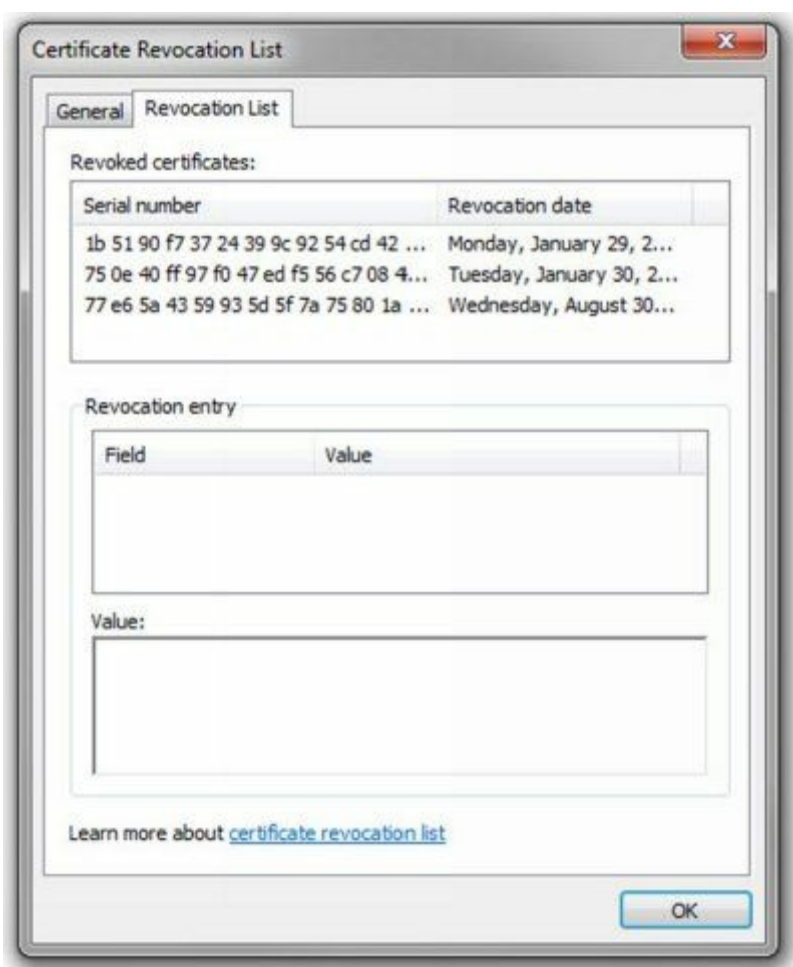 Certificate Revocation List
General Revocation List
Revoked certificates:
Serial number Revocation date
1b 51 90 f7 37 24 39 9c 92 54 cd 42 ... Monday, January 29, 2...
75 0e 40 ff 97 f0 47 ed f5 56 c7 08 4... Tuesday, January 30, 2...
77 e6 5a 43 59 93 5d 5f 7a 75 80 1a ... Wednesday, August 30...
Revocation entry
Field Value
Value:
Learn more about certificate revocation list
OK